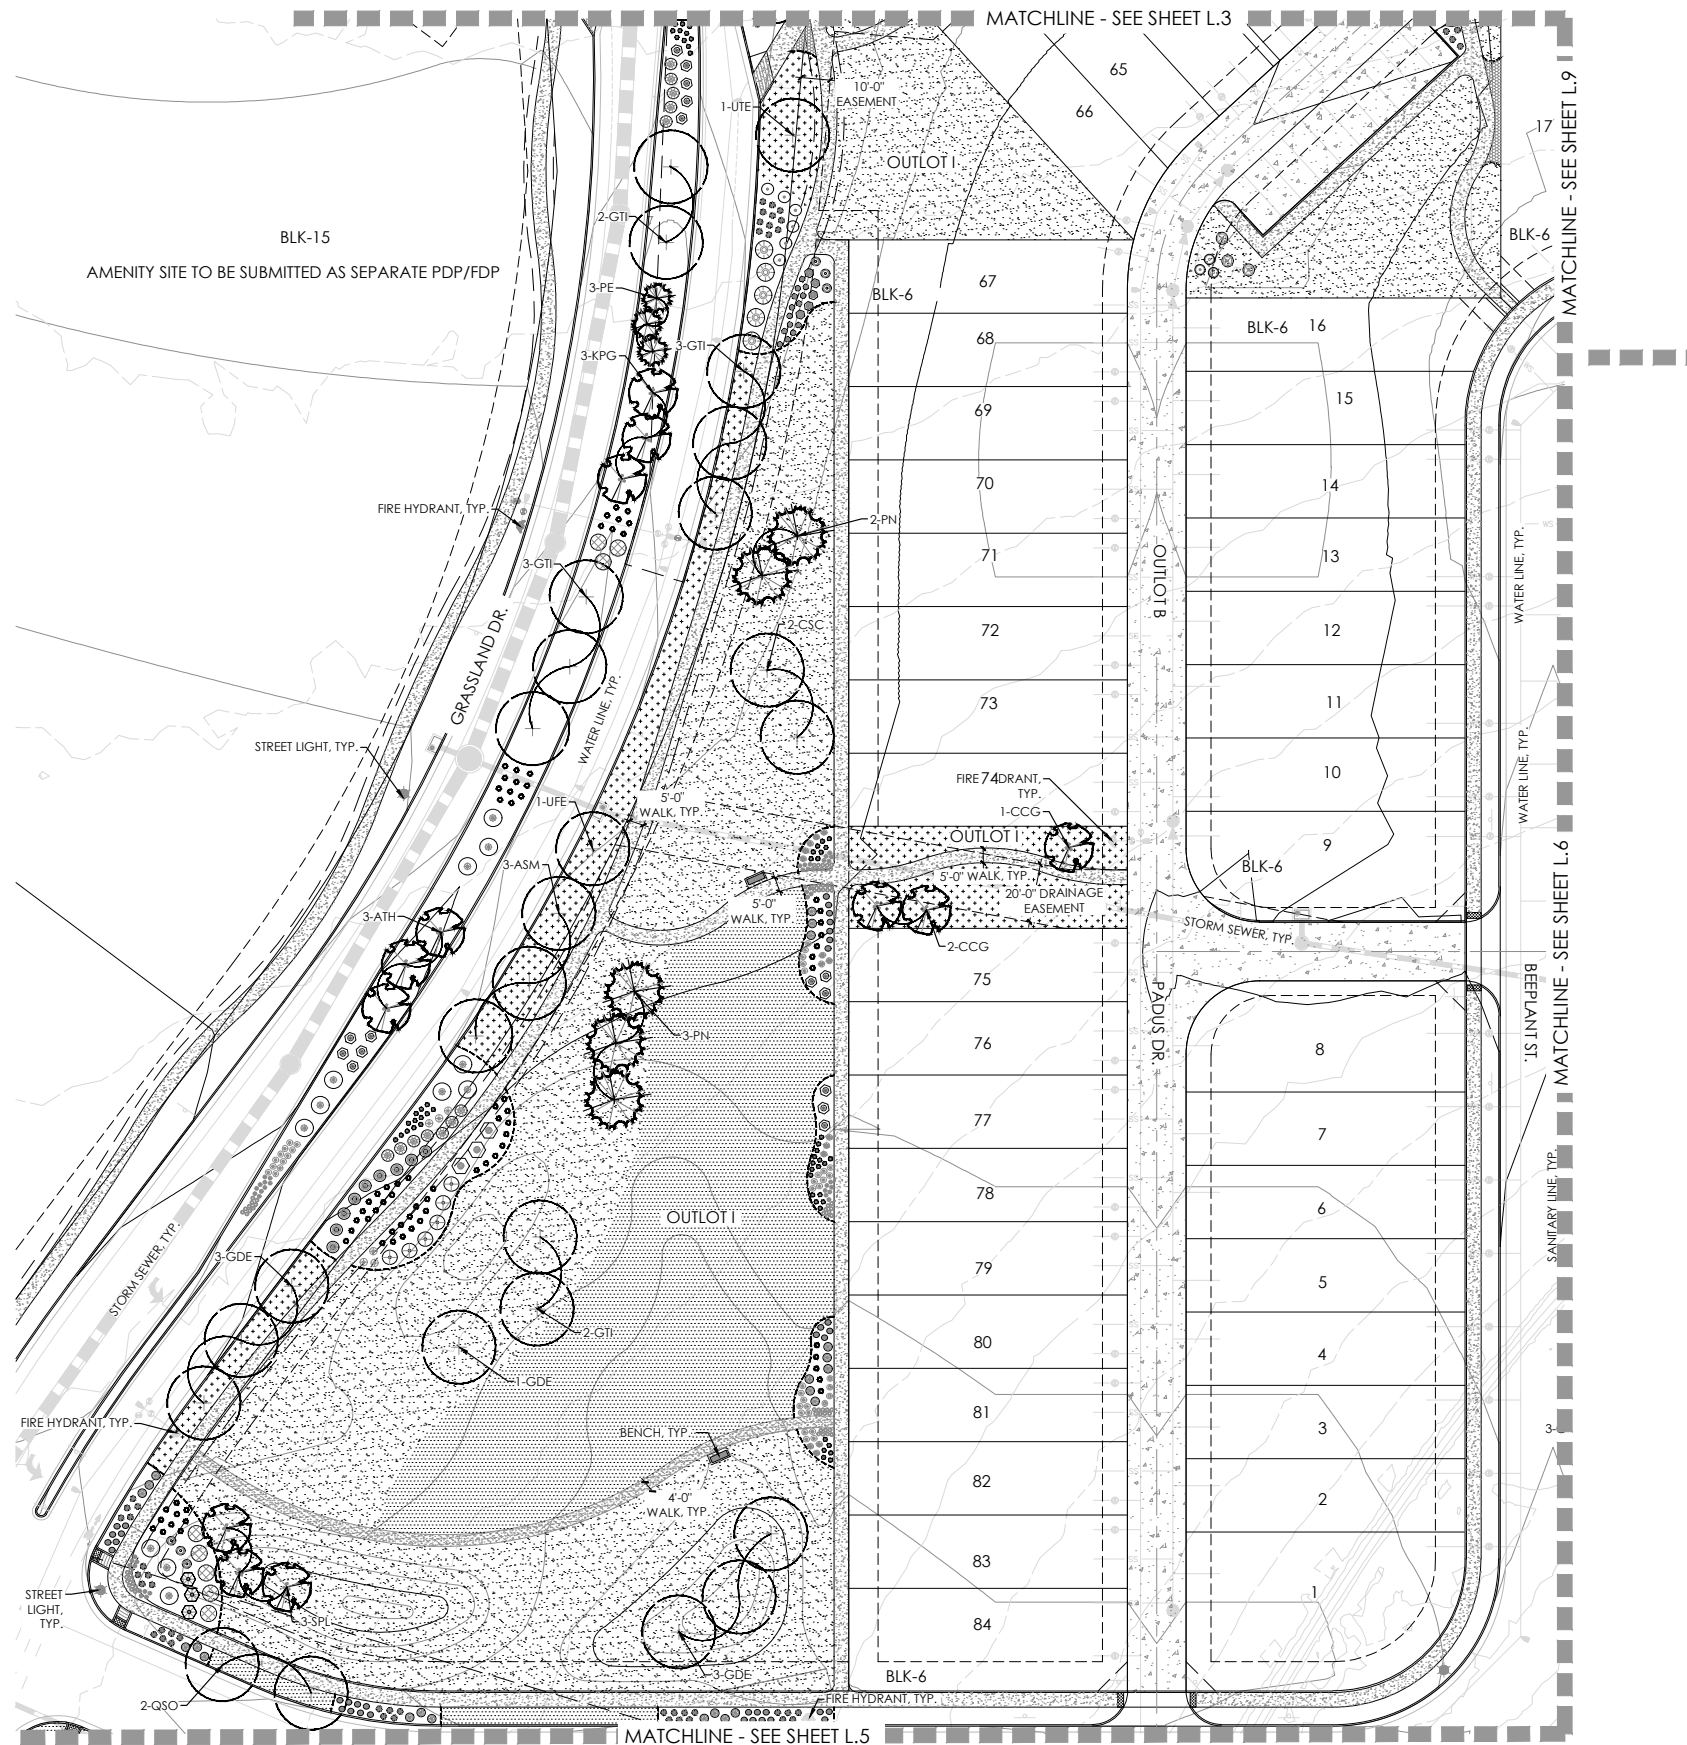 MATCHLINE - SEE SHEET L.3
65
66
10'-0"
EASEMENT
1-UTE
OUTLOT I
17
MATCHLINE - SEE SHEET L.9
BLK-6
BLK-15
AMENITY SITE TO BE SUBMITTED AS SEPARATE PDP/FDP
2-GTI
3-PE
3-KPG
3-GTI
BLK-6
67
68
69
70
71
72
73
BLK-6 16
15
14
13
12
11
10
9
FIRE HYDRANT, TYP.
2-PN
3-GTI
2-CSC
GRASSLAND DR.
WATER LINE, TYP.
OUTLOT B
WATER LINE, TYP.
WATER LINE, TYP.
STREET LIGHT, TYP.
1-UFE
5'-0"
WALK, TYP.
74
TYP.
1-CCG
OUTLOT I
5'-0" WALK, TYP.
20'-0" DRAINAGE
EASEMENT
BLK-6
3-ASM
3-ATH
5'-0"
WALK, TYP.
2-CCG
STORM SEWER, TYP.
MATCHLINE - SEE SHEET L.6
BEEPLANT ST.
PADUS DR.
3-PN
75
76
77
78
79
80
81
82
83
84
8
7
6
5
4
3
2
1
OUTLOT I
SANITARY LINE, TYP.
STORM SEWER, TYP.
3-GDE
2-GTI
1-GDE
FIRE HYDRANT, TYP.
BENCH, TYP.
4'-0"
WALK, TYP.
STREET
LIGHT,
TYP.
3-SPL
3-GDE
BLK-6
2-QSO
FIRE HYDRANT, TYP.
MATCHLINE - SEE SHEET L.5